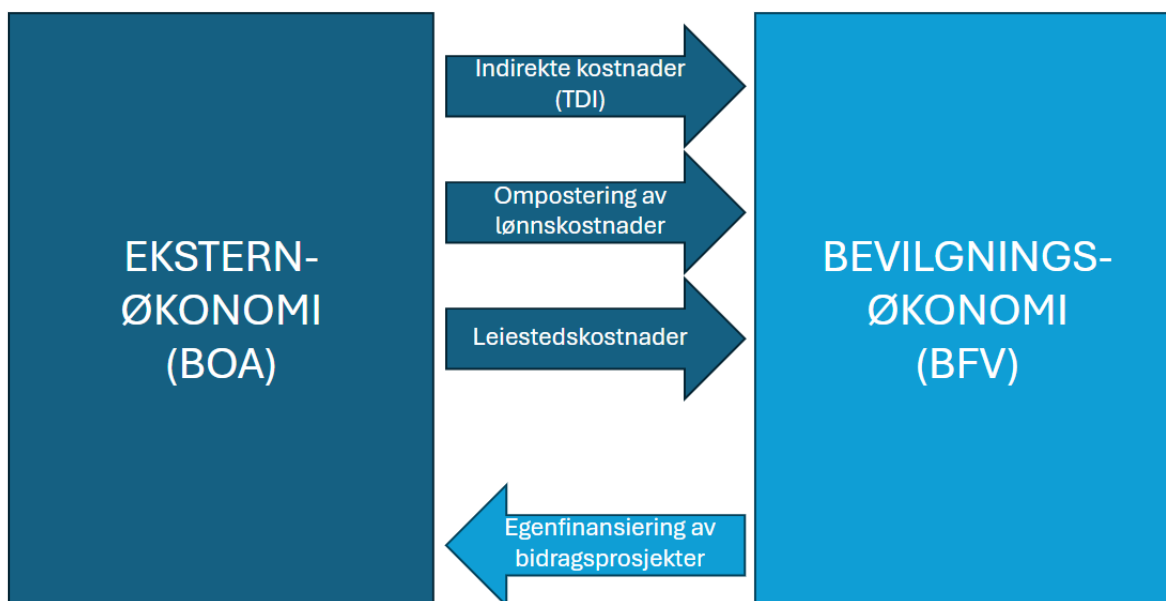 EKSTERN-
ØKONOMI
(BOA)
Indirekte kostnader
(TDI)
Ompostering av
lønnskostnader
Leiestedskostnader
Egenfinansiering av
bidragsprosjekter
BEVILGNINGS-
ØKONOMI
(BFV)